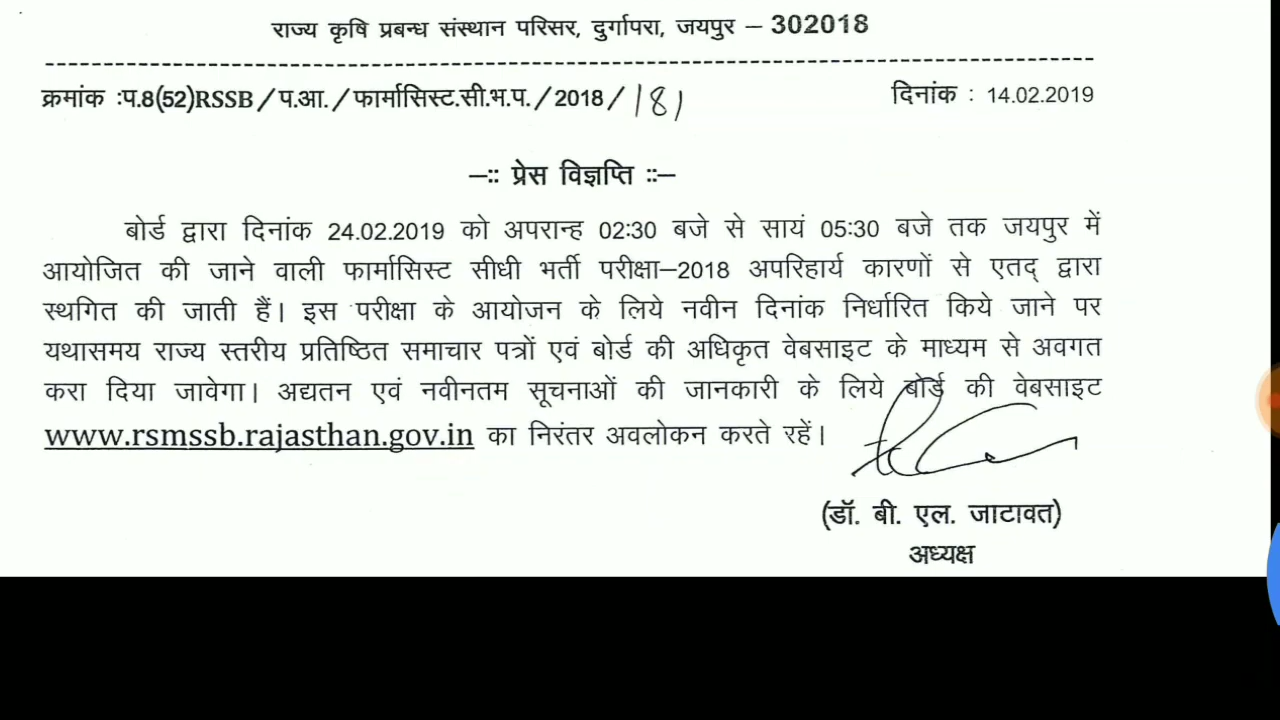 राज्य कृषि प्रबन्ध संस्थान परिसर, दुर्गापरा, जयपुर – 302018
क्रमांक :प.8(52)RSSB/प.आ./फार्मासिस्ट.सी.भ.प./2018/181
दिनांक : 14.02.2019
–:: प्रेस विज्ञप्ति ::–
बोर्ड द्वारा दिनांक 24.02.2019 को अपरान्ह 02:30 बजे से सायं 05:30 बजे तक जयपुर में
आयोजित की जाने वाली फार्मासिस्ट सीधी भर्ती परीक्षा–2018 अपरिहार्य कारणों से एतद् द्वारा
स्थगित की जाती हैं। इस परीक्षा के आयोजन के लिये नवीन दिनांक निर्धारित किये जाने पर
यथासमय राज्य स्तरीय प्रतिष्ठित समाचार पत्रों एवं बोर्ड की अधिकृत वेबसाइट के माध्यम से अवगत
करा दिया जावेगा। अद्यतन एवं नवीनतम सूचनाओं की जानकारी के लिये बोर्ड की वेबसाइट
www.rsmssb.rajasthan.gov.in का निरंतर अवलोकन करते रहें।
(डॉ. बी. एल. जाटावत)
अध्यक्ष